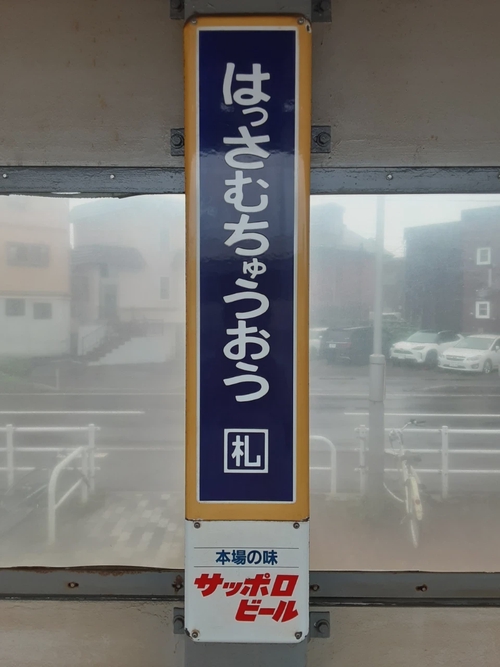 はっさむちゅうおう
札
本場の味
サッポロ
ビール